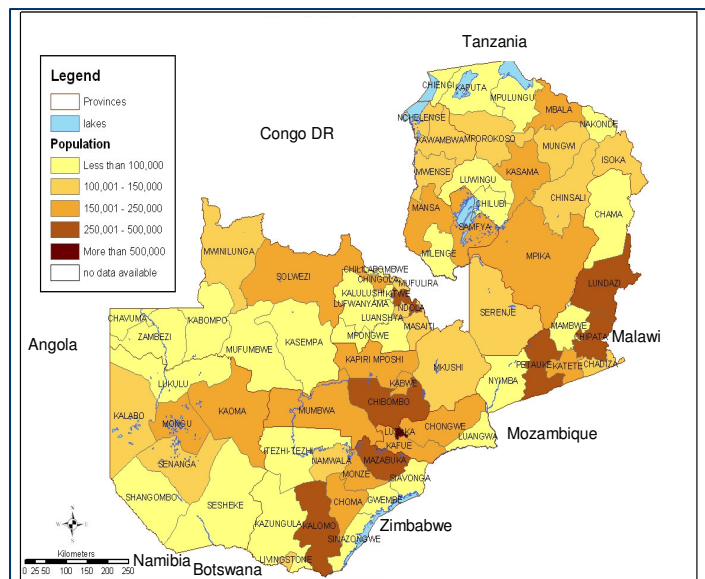 Tanzania
Congo DR
Angola
Malawi
Mozambique
Zimbabwe
Namibia
Botswana
Legend
Provinces
lakes
Population
Less than 100,000
100,001 - 150,000
150,001 - 250,000
250,001 - 500,000
More than 500,000
no data available
CHIENGI
KAPUTA
MPULUNGU
MBALA
NCHELENGE
NAKONDE
KAWAMBWA
MPOROKOSO
MUNGWI
ISOKA
MWENSE
LUWINGU
KASAMA
CHINSALI
CHILUBI
MANSA
SAMFYA
CHAMA
MILENGE
MPIKA
LUNDAZI
MWINILUNGA
SOLWEZI
CHILILABOMBWE
CHINGOLA
MUFULIRA
KALULUSHI
KITWE
LUFWANYAMA
NDOLA
LUANSHYA
MASAITI
MPONGWE
SERENJE
MAMBWE
CHIPATA
CHAVUMA
KABOMPO
ZAMBEZI
MUFUMBWE
KASEMPA
KAPIRI MPOSHI
MKUSHI
PETAUKE
KATETE
CHADIZA
NYIMBA
LUKULU
KABWE
CHIBOMBO
KALABO
KAOMA
MUMBWA
MONGU
LUSAKA
CHONGWE
KAFUE
LUANGWA
ITEZHI-TEZHI
SENANGA
NAMWALA
MAZABUKA
MONZE
SIAVONGA
SHANGOMBO
SESHEKE
CHOMA
GWEMBE
KAZUNGULA
KALOMO
SINAZONGWE
LIVINGSTONE
N
W
E
S
Kilometers
0 25 50 100 150 200 250